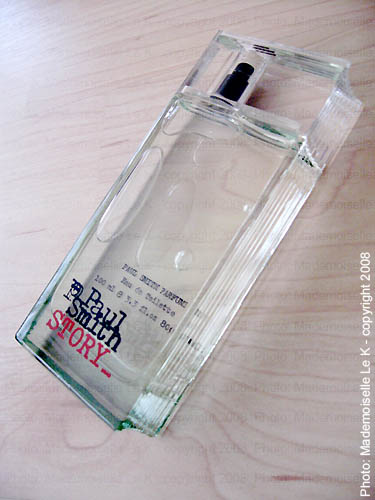 PAUL SMITH PARFUMS
Eau de Toilette
100 ml e 3.3 fl.oz
Paul
Smith
STORY_
Photo: Mademoiselle Le K - copyright 2008